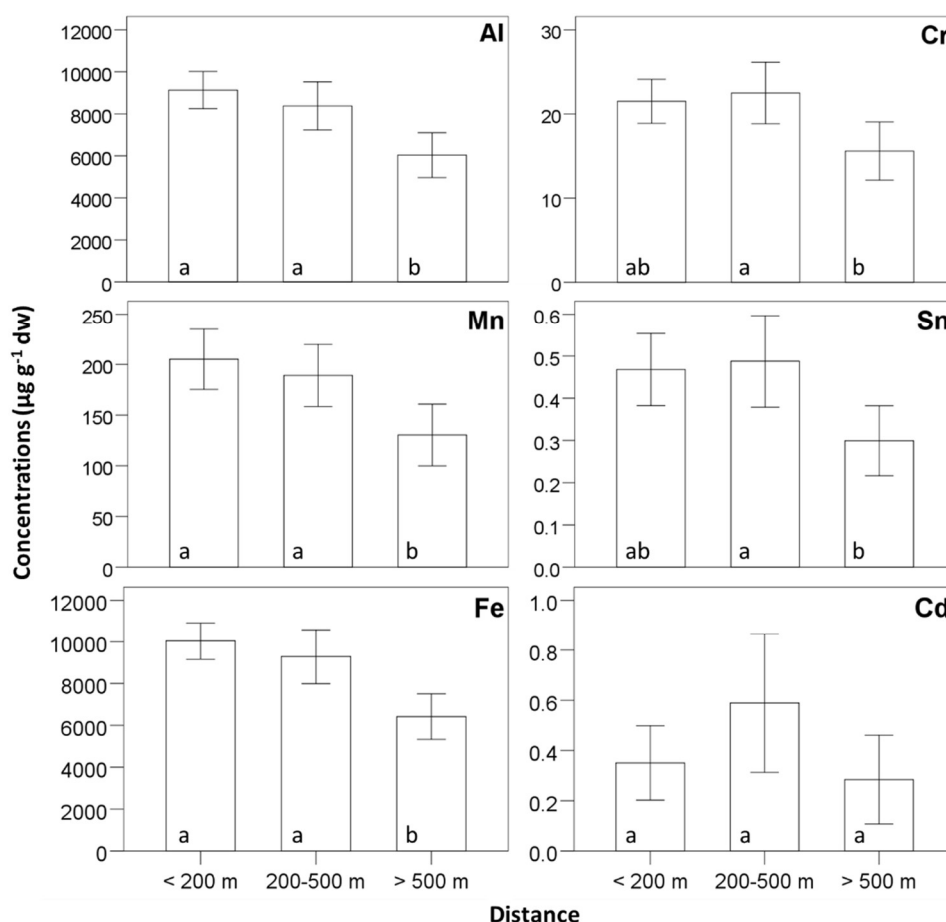 Concentrations (µg g⁻¹ dw)
Al
12000
10000
8000
6000
4000
2000
0
a a b
Cr
30
20
10
0
ab a b
Mn
250
200
150
100
50
0
a a b
Sn
0.6
0.5
0.4
0.3
0.2
0.1
0.0
ab a b
Fe
12000
10000
8000
6000
4000
2000
0
a a b
Cd
1.0
0.8
0.6
0.4
0.2
0.0
a a a
< 200 m 200-500 m > 500 m
< 200 m 200-500 m > 500 m
Distance